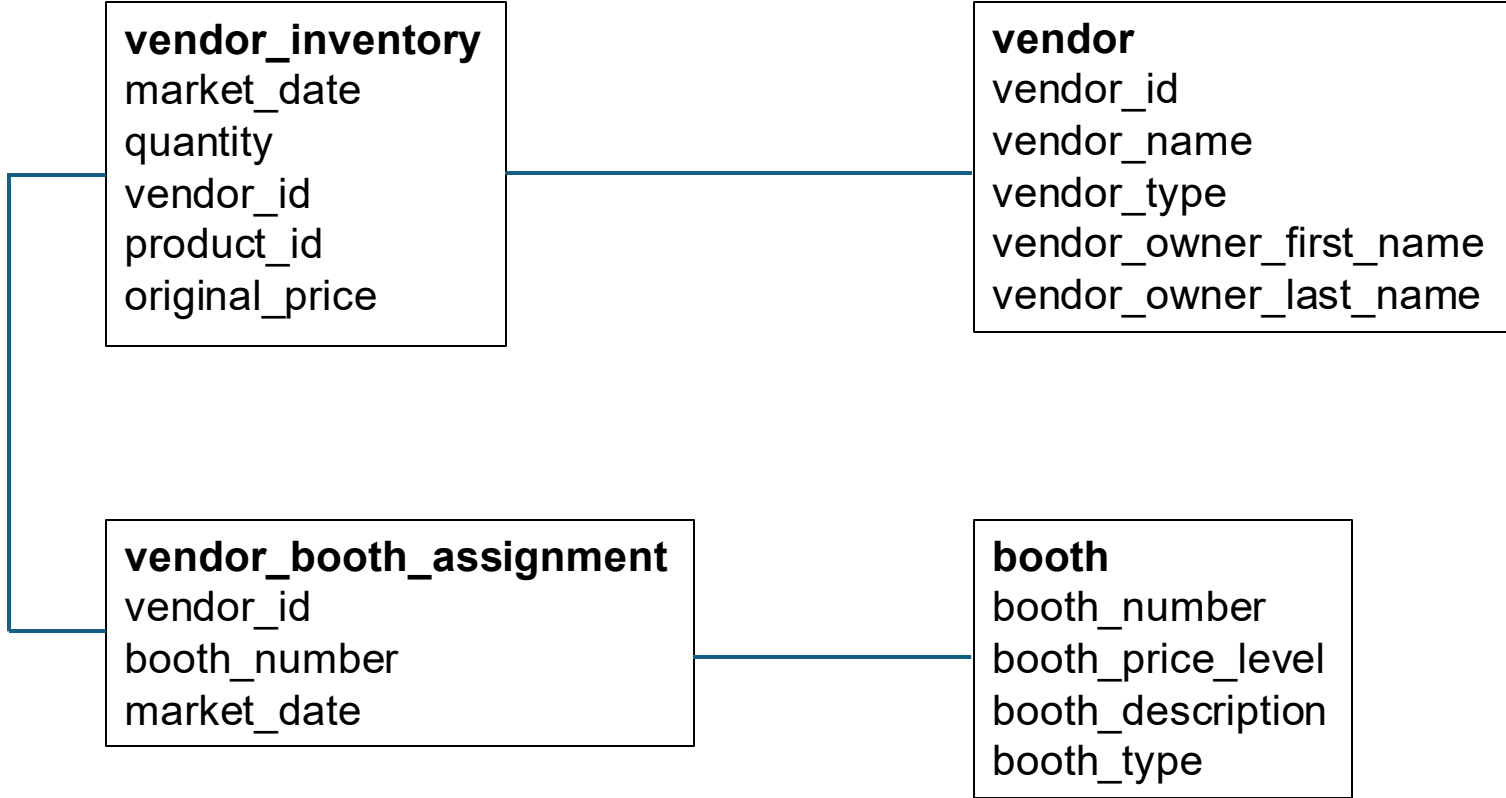 vendor_inventory
market_date
quantity
vendor_id
product_id
original_price
vendor
vendor_id
vendor_name
vendor_type
vendor_owner_first_name
vendor_owner_last_name
vendor_booth_assignment
vendor_id
booth_number
market_date
booth
booth_number
booth_price_level
booth_description
booth_type